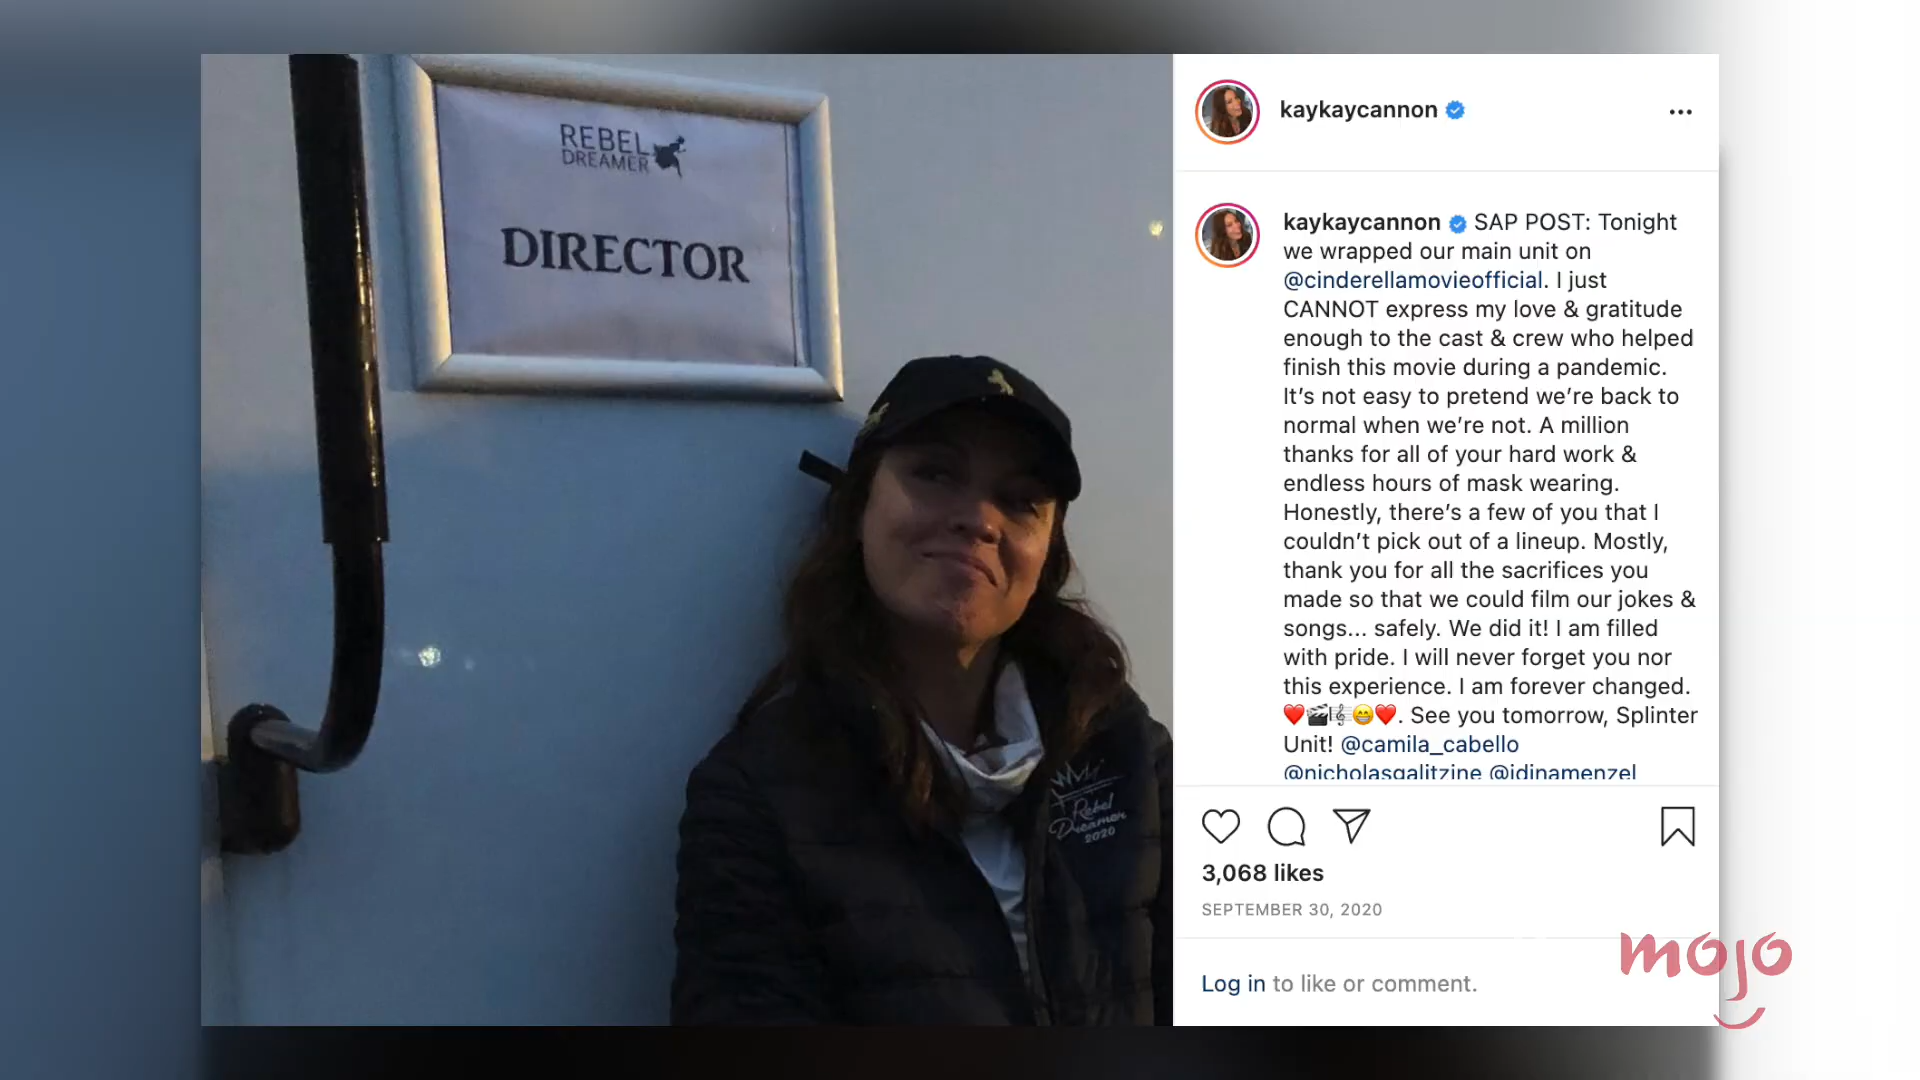 REBEL
DREAMER
DIRECTOR
Rebel
Dreamer
2020
kaykaycannon
kaykaycannon SAP POST: Tonight
we wrapped our main unit on
@cinderellamovieofficial. I just
CANNOT express my love & gratitude
enough to the cast & crew who helped
finish this movie during a pandemic.
It’s not easy to pretend we’re back to
normal when we’re not. A million
thanks for all of your hard work &
endless hours of mask wearing.
Honestly, there’s a few of you that I
couldn’t pick out of a lineup. Mostly,
thank you for all the sacrifices you
made so that we could film our jokes &
songs... safely. We did it! I am filled
with pride. I will never forget you nor
this experience. I am forever changed.
❤️🎬🎼😁❤️. See you tomorrow, Splinter
Unit! @camila_cabello
@nicholasgalitzine @idinamenzel
3,068 likes
SEPTEMBER 30, 2020
Log in to like or comment.
mojo